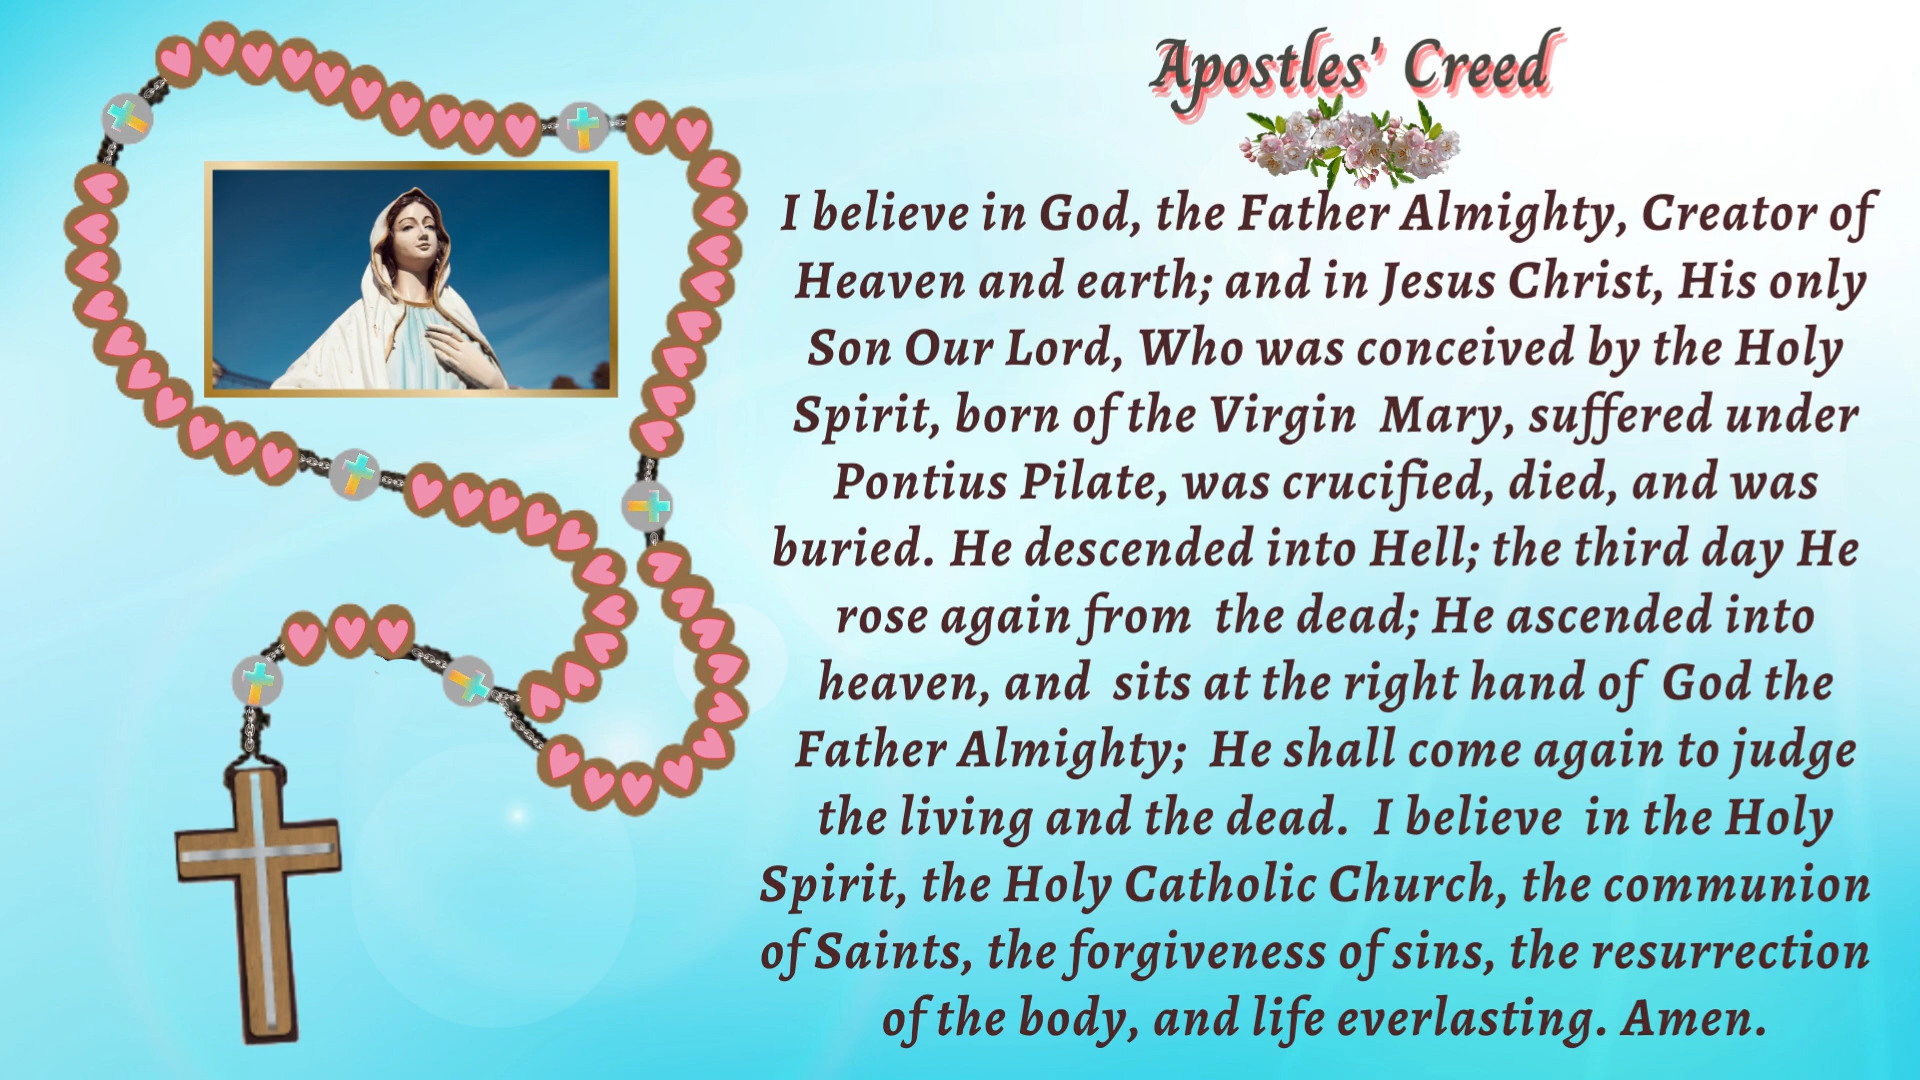 Apostles' Creed
I believe in God, the Father Almighty, Creator of
Heaven and earth; and in Jesus Christ, His only
Son Our Lord, Who was conceived by the Holy
Spirit, born of the Virgin Mary, suffered under
Pontius Pilate, was crucified, died, and was
buried. He descended into Hell; the third day He
rose again from the dead; He ascended into
heaven, and sits at the right hand of God the
Father Almighty; He shall come again to judge
the living and the dead. I believe in the Holy
Spirit, the Holy Catholic Church, the communion
of Saints, the forgiveness of sins, the resurrection
of the body, and life everlasting. Amen.